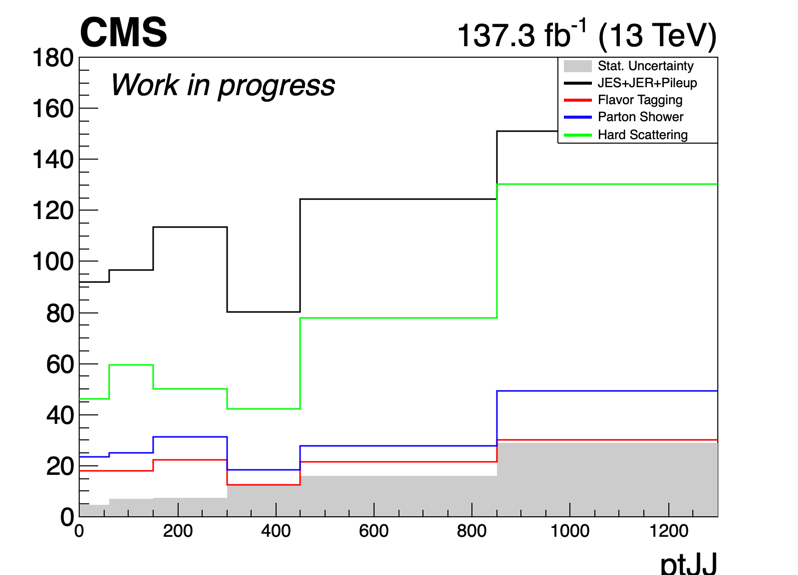 CMS
137.3 fb-1 (13 TeV)
Work in progress
Stat. Uncertainty
JES+JER+Pileup
Flavor Tagging
Parton Shower
Hard Scattering
180
160
140
120
100
80
60
40
20
0
0 200 400 600 800 1000 1200
ptJJ